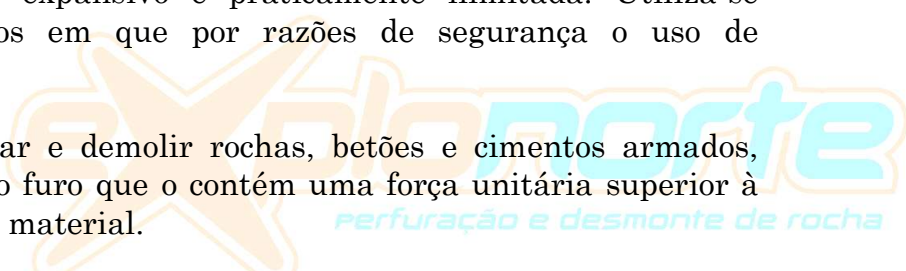 expansivo é praticamente ilimitada. Utiliza-se
os em que por razões de segurança o uso de
explonorte
ar e demolir rochas, betões e cimentos armados,
o furo que o contém uma força unitária superior à
material.
Perfuração e desmonte de rocha